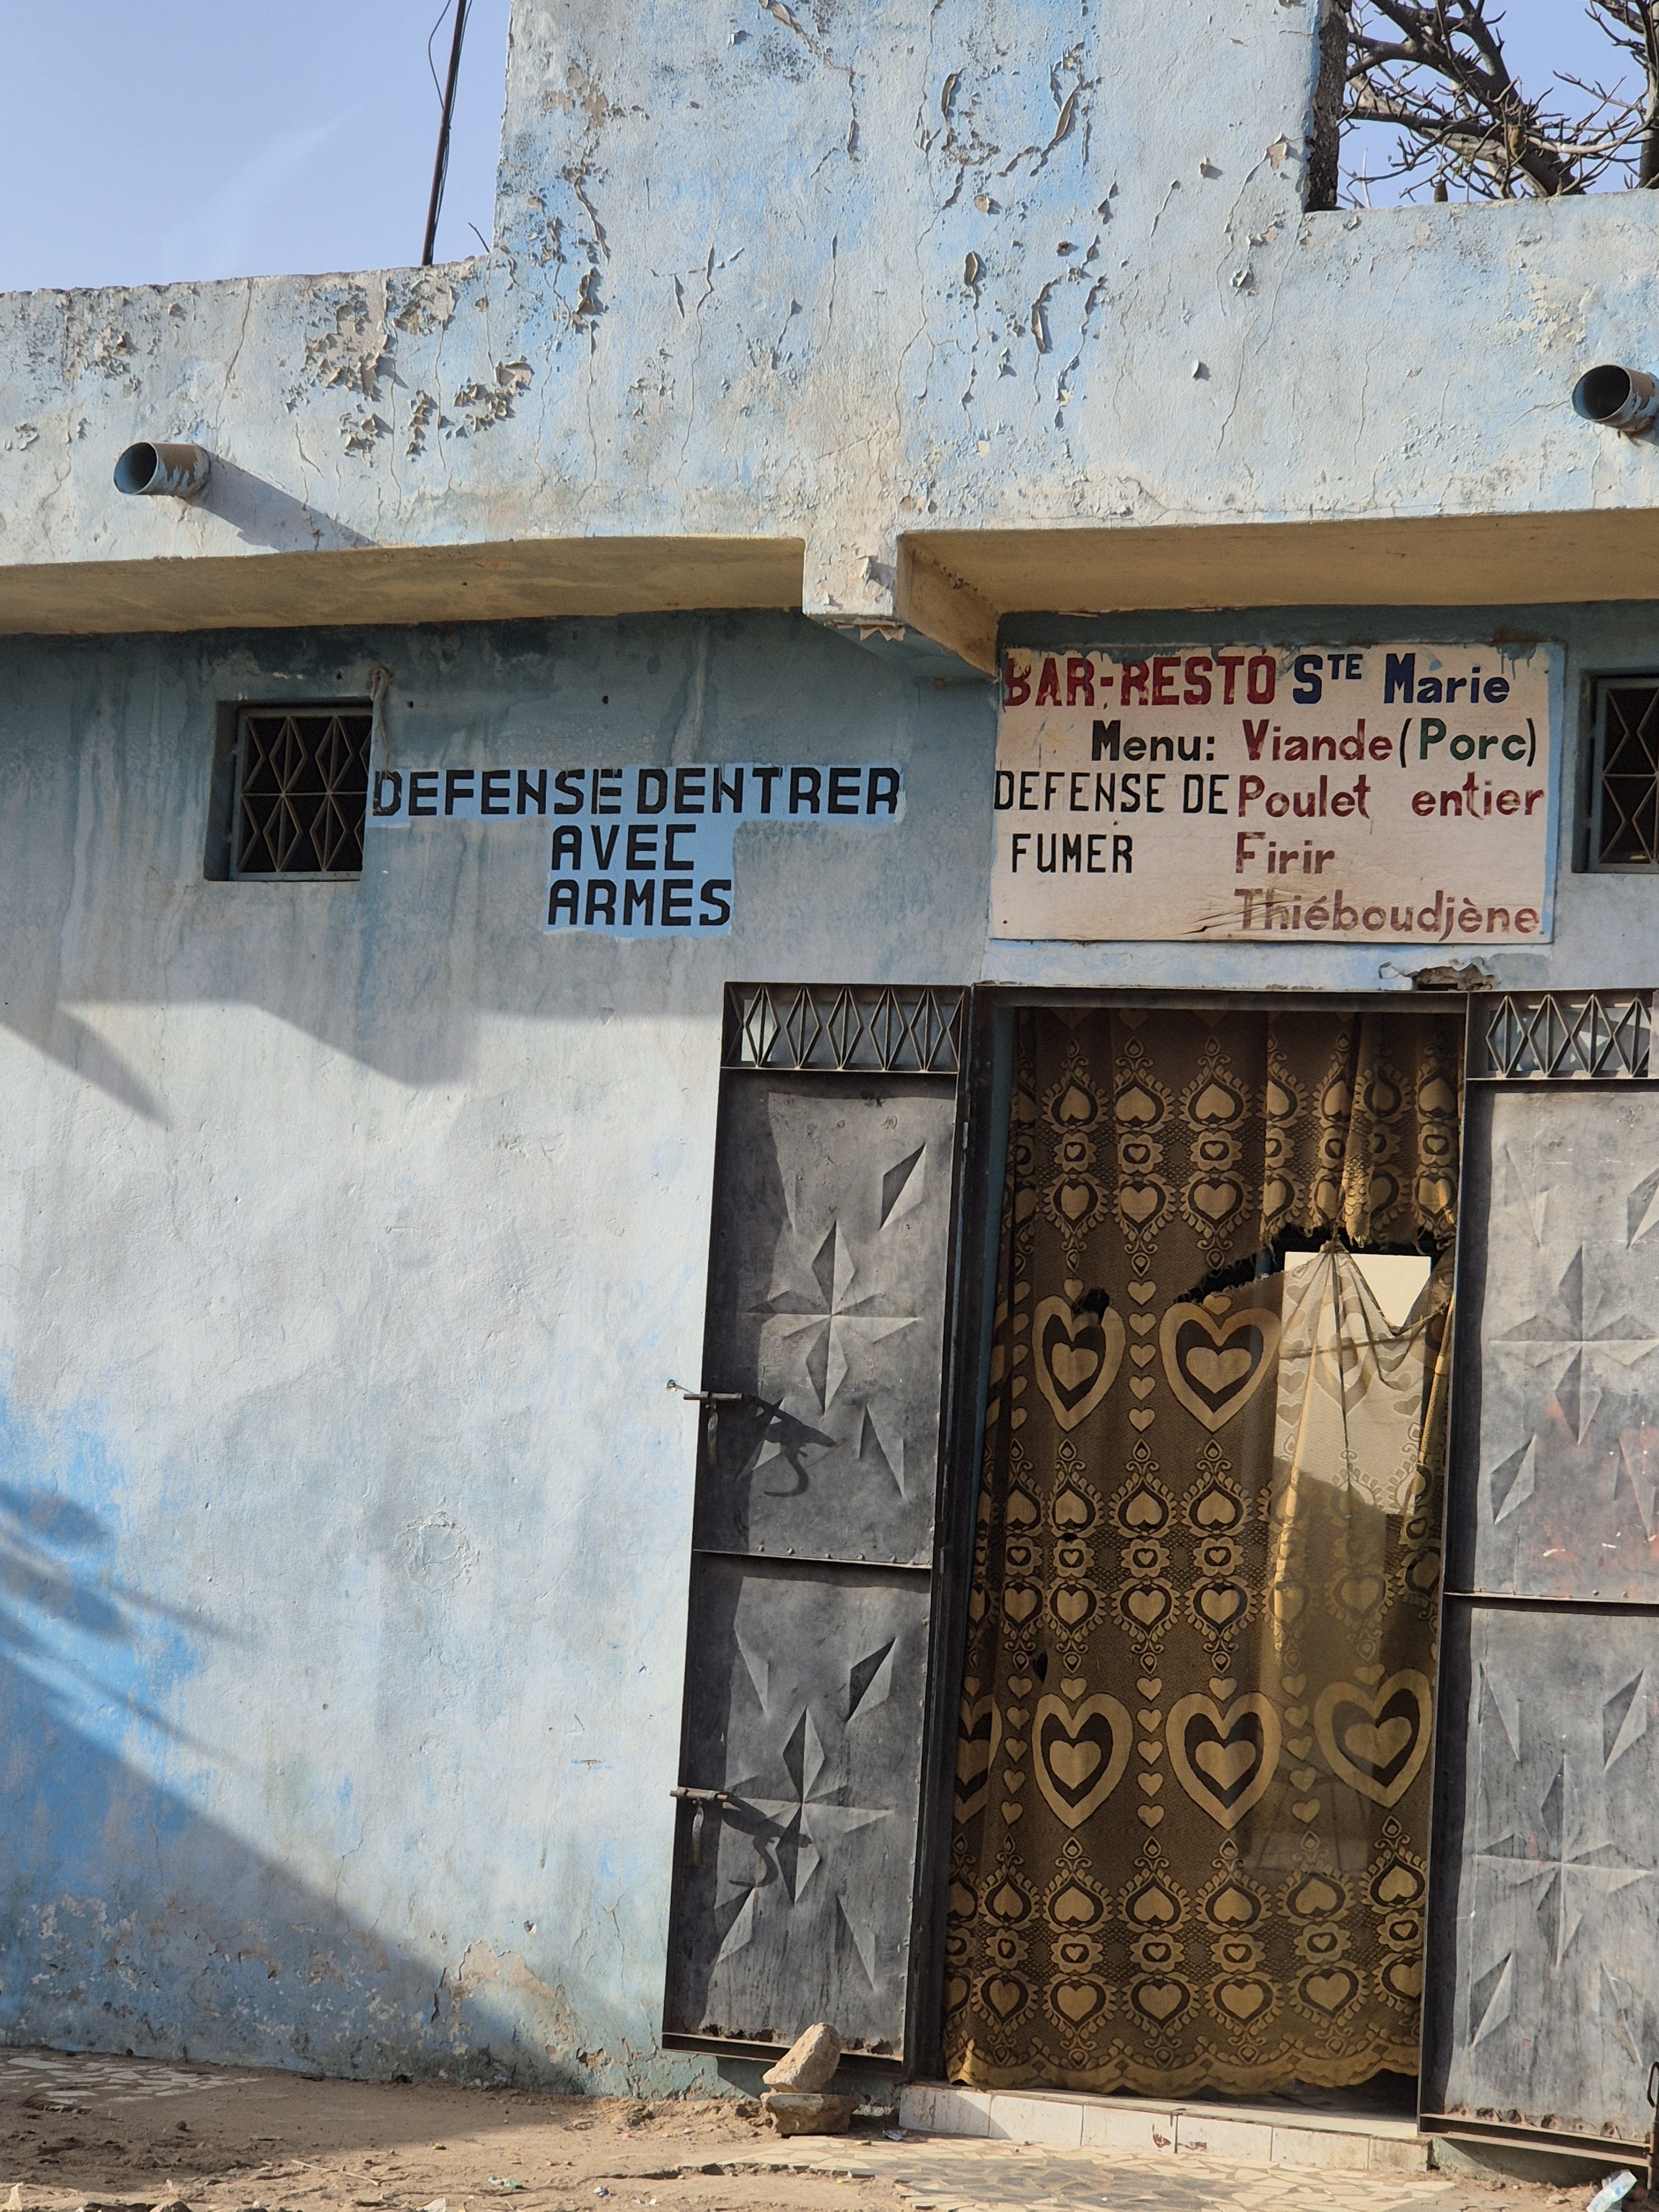 DEFENSE DENTRER
AVEC
ARMES
BAR-RESTO STE Marie
Menu: Viande (Porc)
DEFENSE DE Poulet entier
FUMER Firir
Thiéboudjène